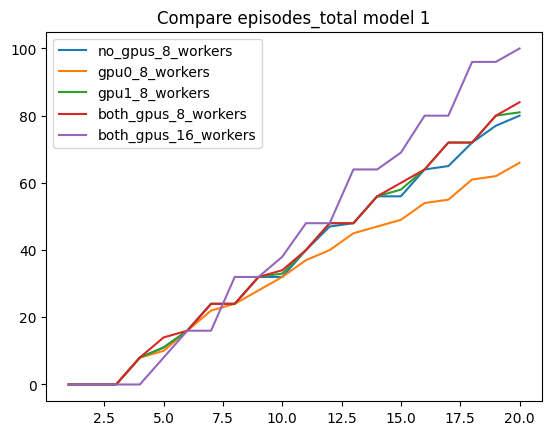 Compare episodes_total model 1
no_gpus_8_workers
gpu0_8_workers
gpu1_8_workers
both_gpus_8_workers
both_gpus_16_workers
100
80
60
40
20
0
2.5 5.0 7.5 10.0 12.5 15.0 17.5 20.0